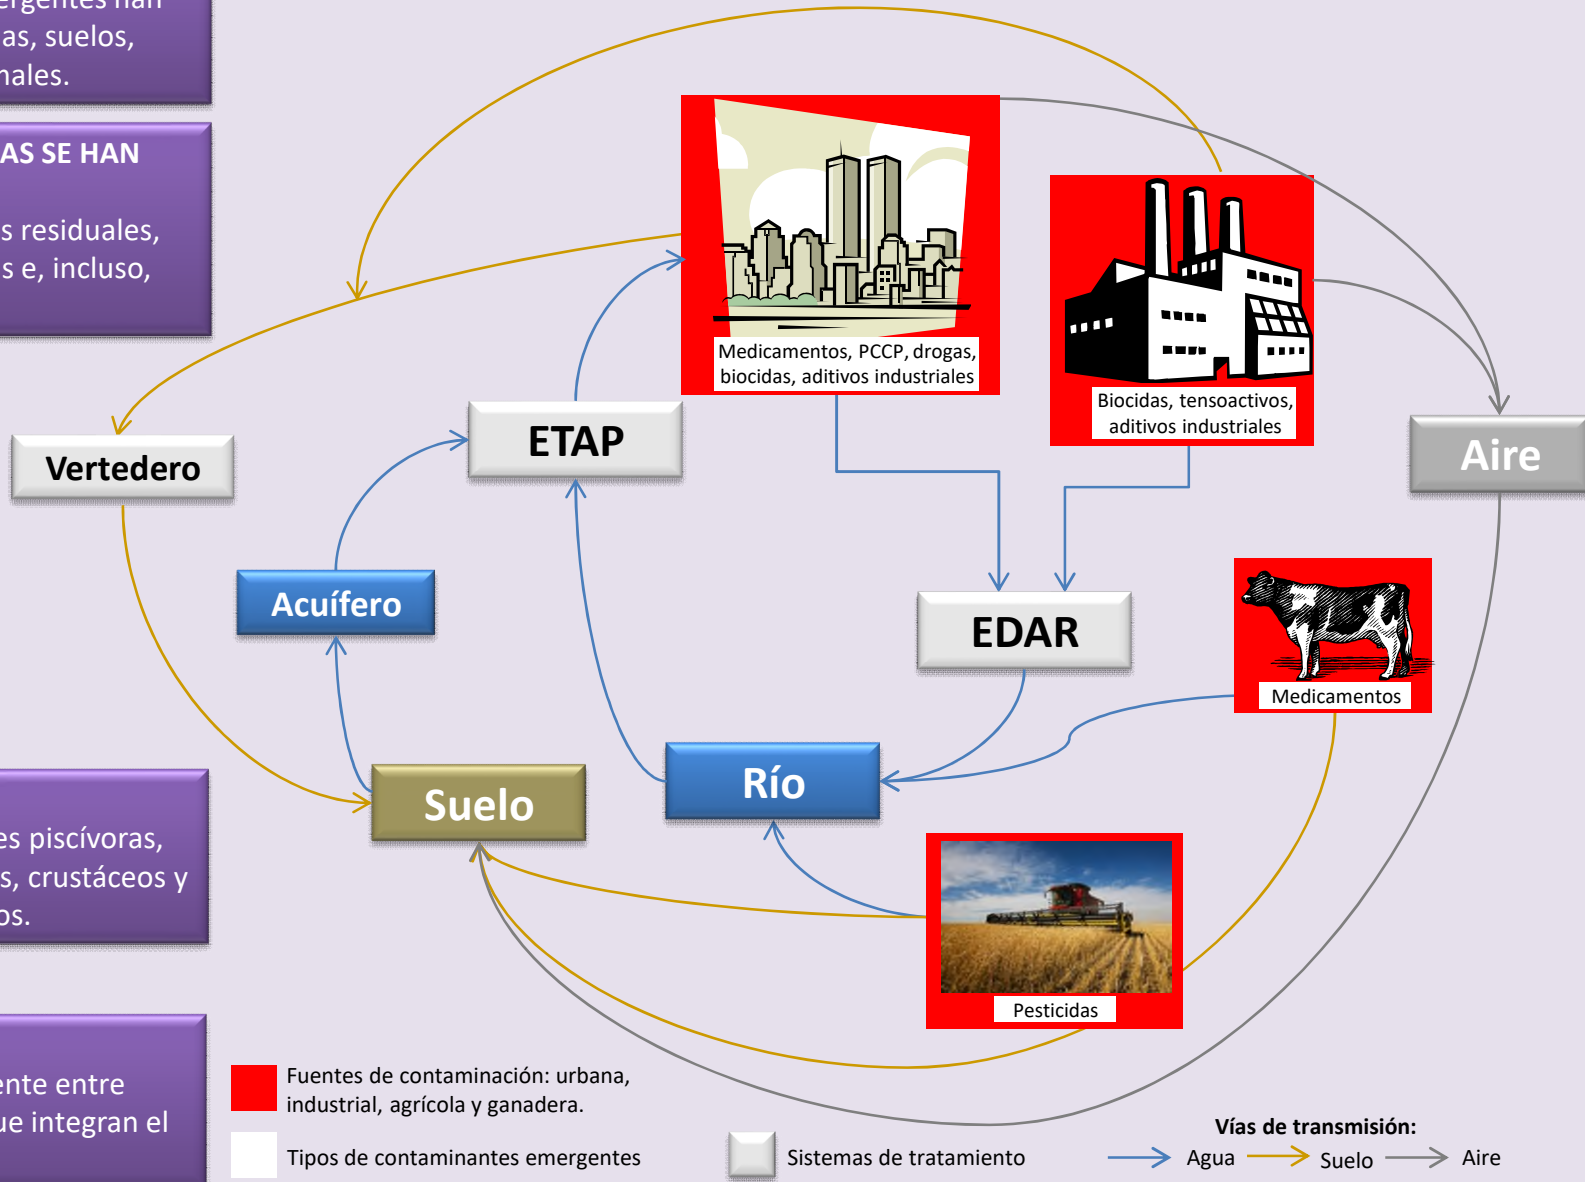 as, suelos,
males.
AS SE HAN
s residuales,
s e, incluso,
es piscívoras,
s, crustáceos y
os.
ente entre
ue integran el
Medicamentos, PCCP, drogas,
biocidas, aditivos industriales
Biocidas, tensoactivos,
aditivos industriales
ETAP
Vertedero
Aire
Acuífero
EDAR
Medicamentos
Río
Suelo
Pesticidas
Fuentes de contaminación: urbana,
industrial, agrícola y ganadera.
Tipos de contaminantes emergentes
Sistemas de tratamiento
Vías de transmisión:
Agua
Suelo
Aire